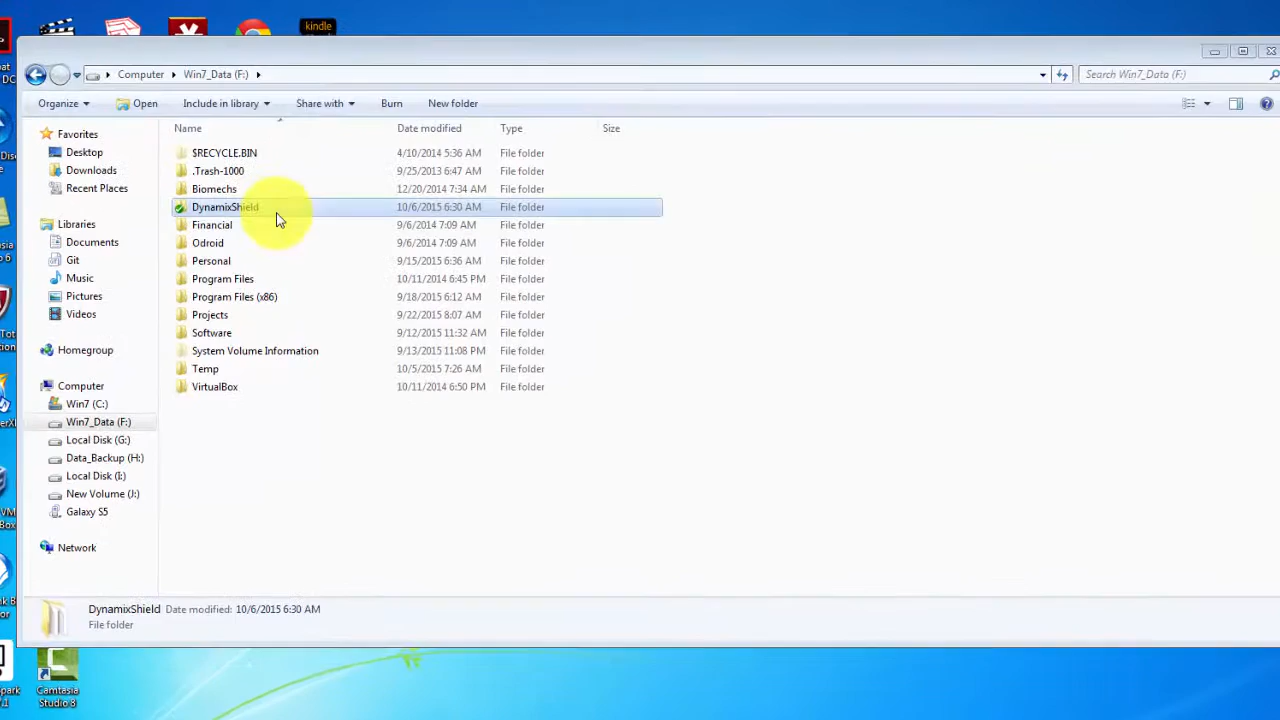 kindle
Computer
Win7_Data (F:)
Search Win7_Data (F:)
Organize
Open
Include in library
Share with
Burn
New folder
Name
Date modified
Type
Size
$RECYCLE.BIN 4/10/2014 5:36 AM File folder
.Trash-1000 9/25/2013 6:47 AM File folder
Biomechs 12/20/2014 7:34 AM File folder
DynamixShield 10/6/2015 6:30 AM File folder
Financial 9/6/2014 7:09 AM File folder
Odroid 9/6/2014 7:09 AM File folder
Personal 9/15/2015 6:36 AM File folder
Program Files 10/11/2014 6:45 PM File folder
Program Files (x86) 9/18/2015 6:12 AM File folder
Projects 9/22/2015 8:07 AM File folder
Software 9/12/2015 11:32 AM File folder
System Volume Information 9/13/2015 11:08 PM File folder
Temp 10/5/2015 7:26 AM File folder
VirtualBox 10/11/2014 6:50 PM File folder
Favorites
Desktop
Downloads
Recent Places
Libraries
Documents
Git
Music
Pictures
Videos
Homegroup
Computer
Win7 (C:)
Win7_Data (F:)
Local Disk (G:)
Data_Backup (H:)
Local Disk (I:)
New Volume (J:)
Galaxy S5
Network
DynamixShield Date modified: 10/6/2015 6:30 AM
File folder
DC
Box
Camtasia
Studio 8